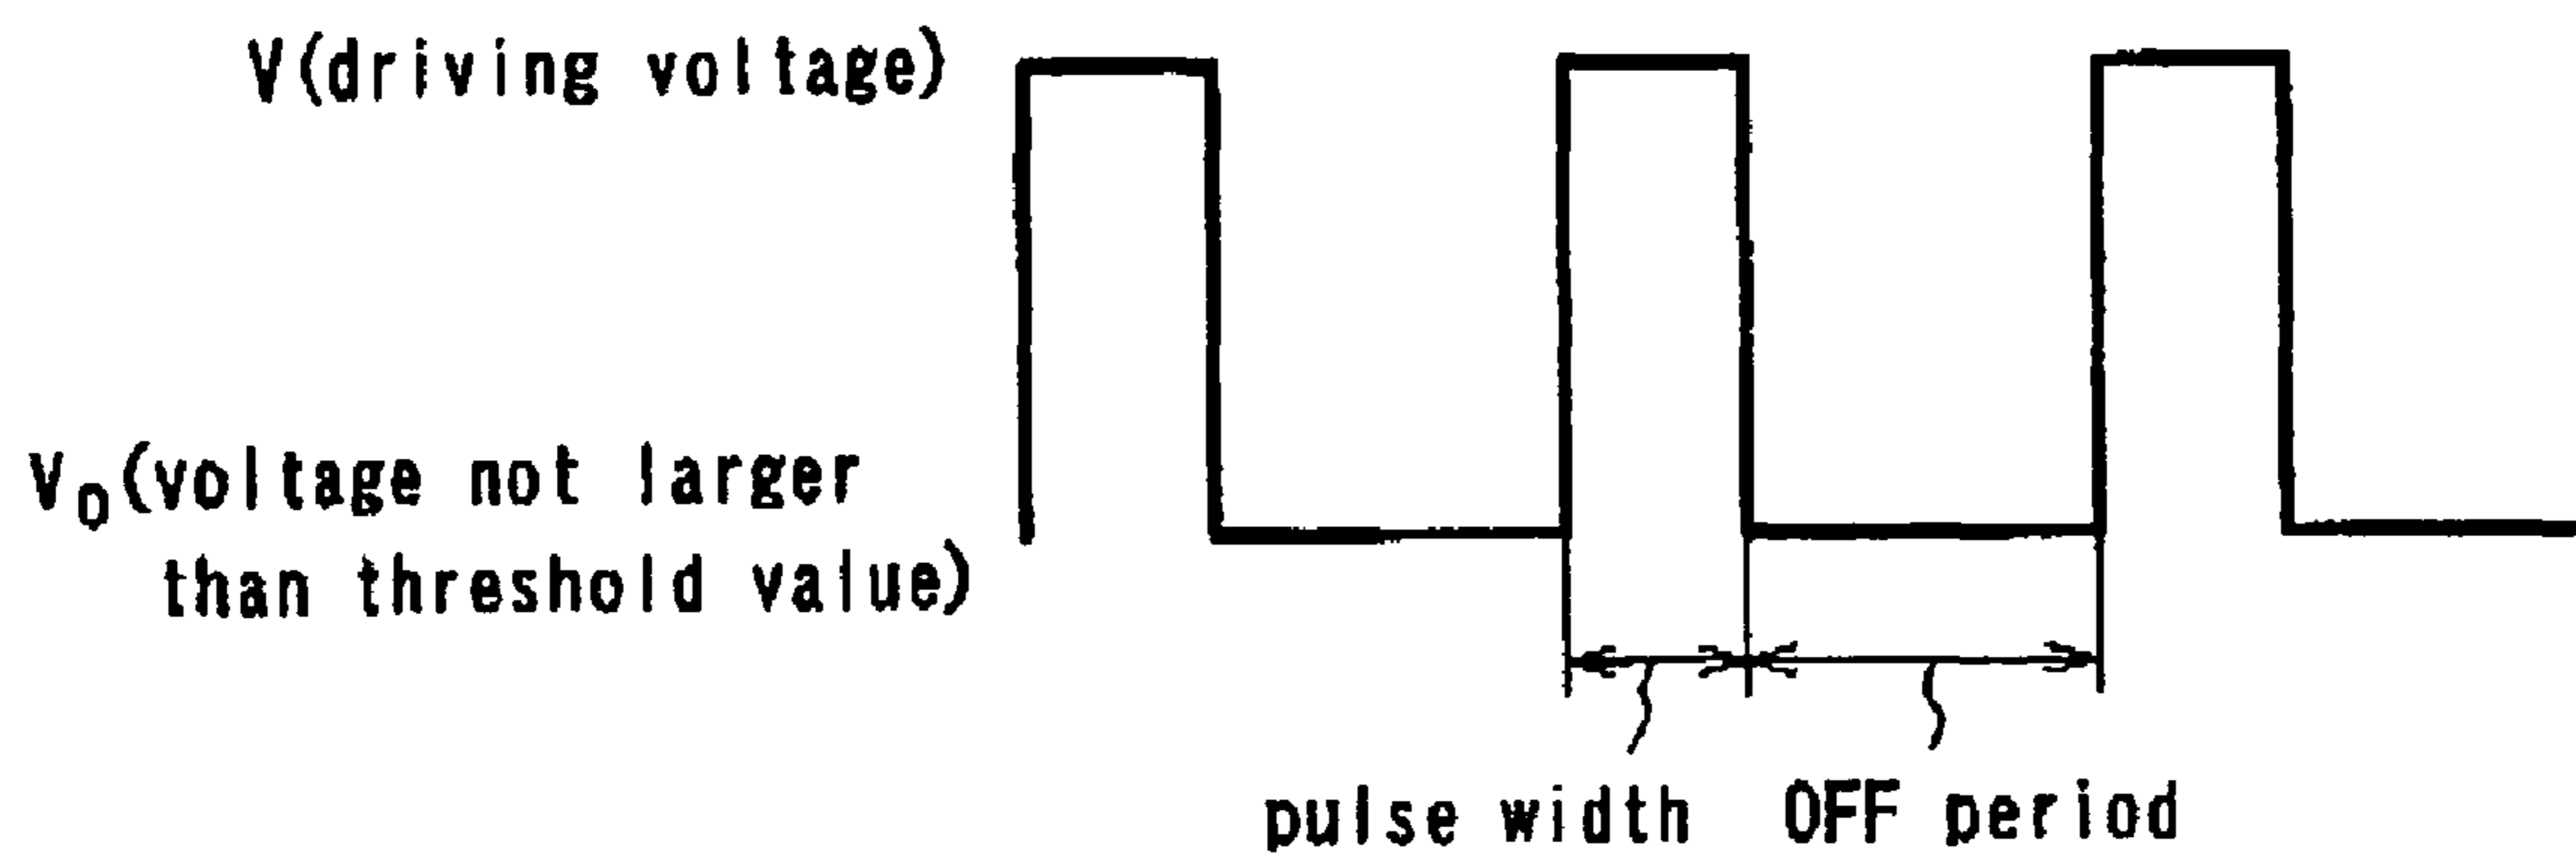 V(driving voltage)
V₀(voltage not larger
than threshold value)
pulse width OFF period